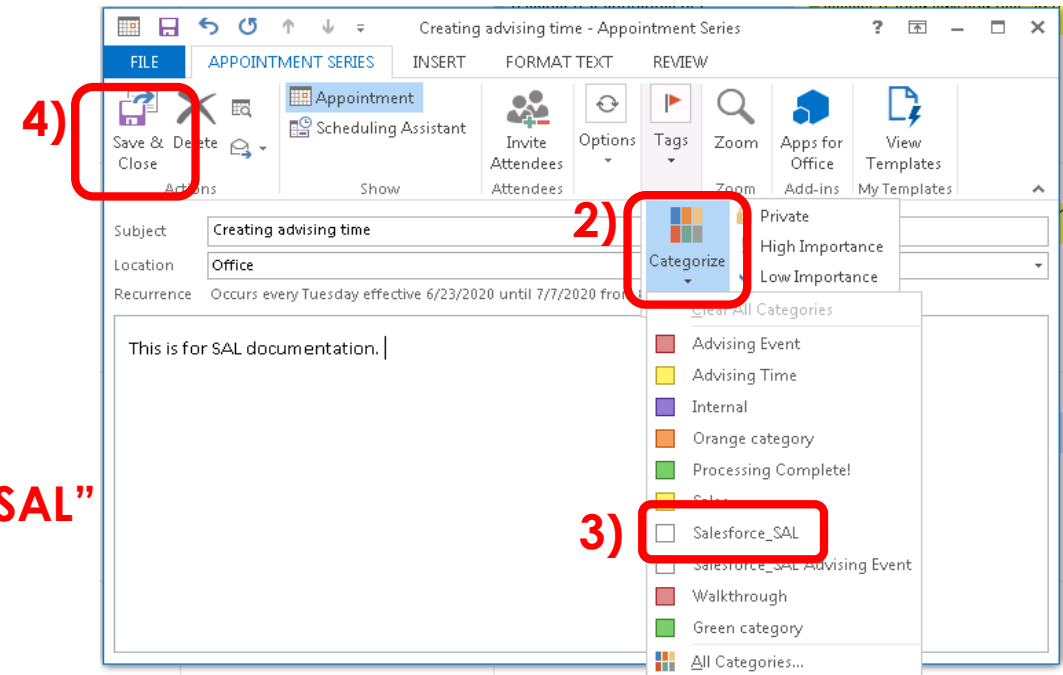 Creating advising time - Appointment Series ?
FILE APPOINTMENT SERIES INSERT FORMAT TEXT REVIEW
4)
Save & Close
Delete
Actions
Appointment
Scheduling Assistant
Show
Invite Attendees
Attendees
Options
Tags
Zoom
Zoom
Apps for Office
Add-ins
View Templates
My Templates
2)
Categorize
Private
High Importance
Low Importance
Subject Creating advising time
Location Office
Recurrence Occurs every Tuesday effective 6/23/2020 until 7/7/2020 from
This is for SAL documentation.
Clear All Categories
Advising Event
Advising Time
Internal
Orange category
Processing Complete!
Sales
3)
Salesforce_SAL
Salesforce_SAL Advising Event
Walkthrough
Green category
All Categories...
SAL”